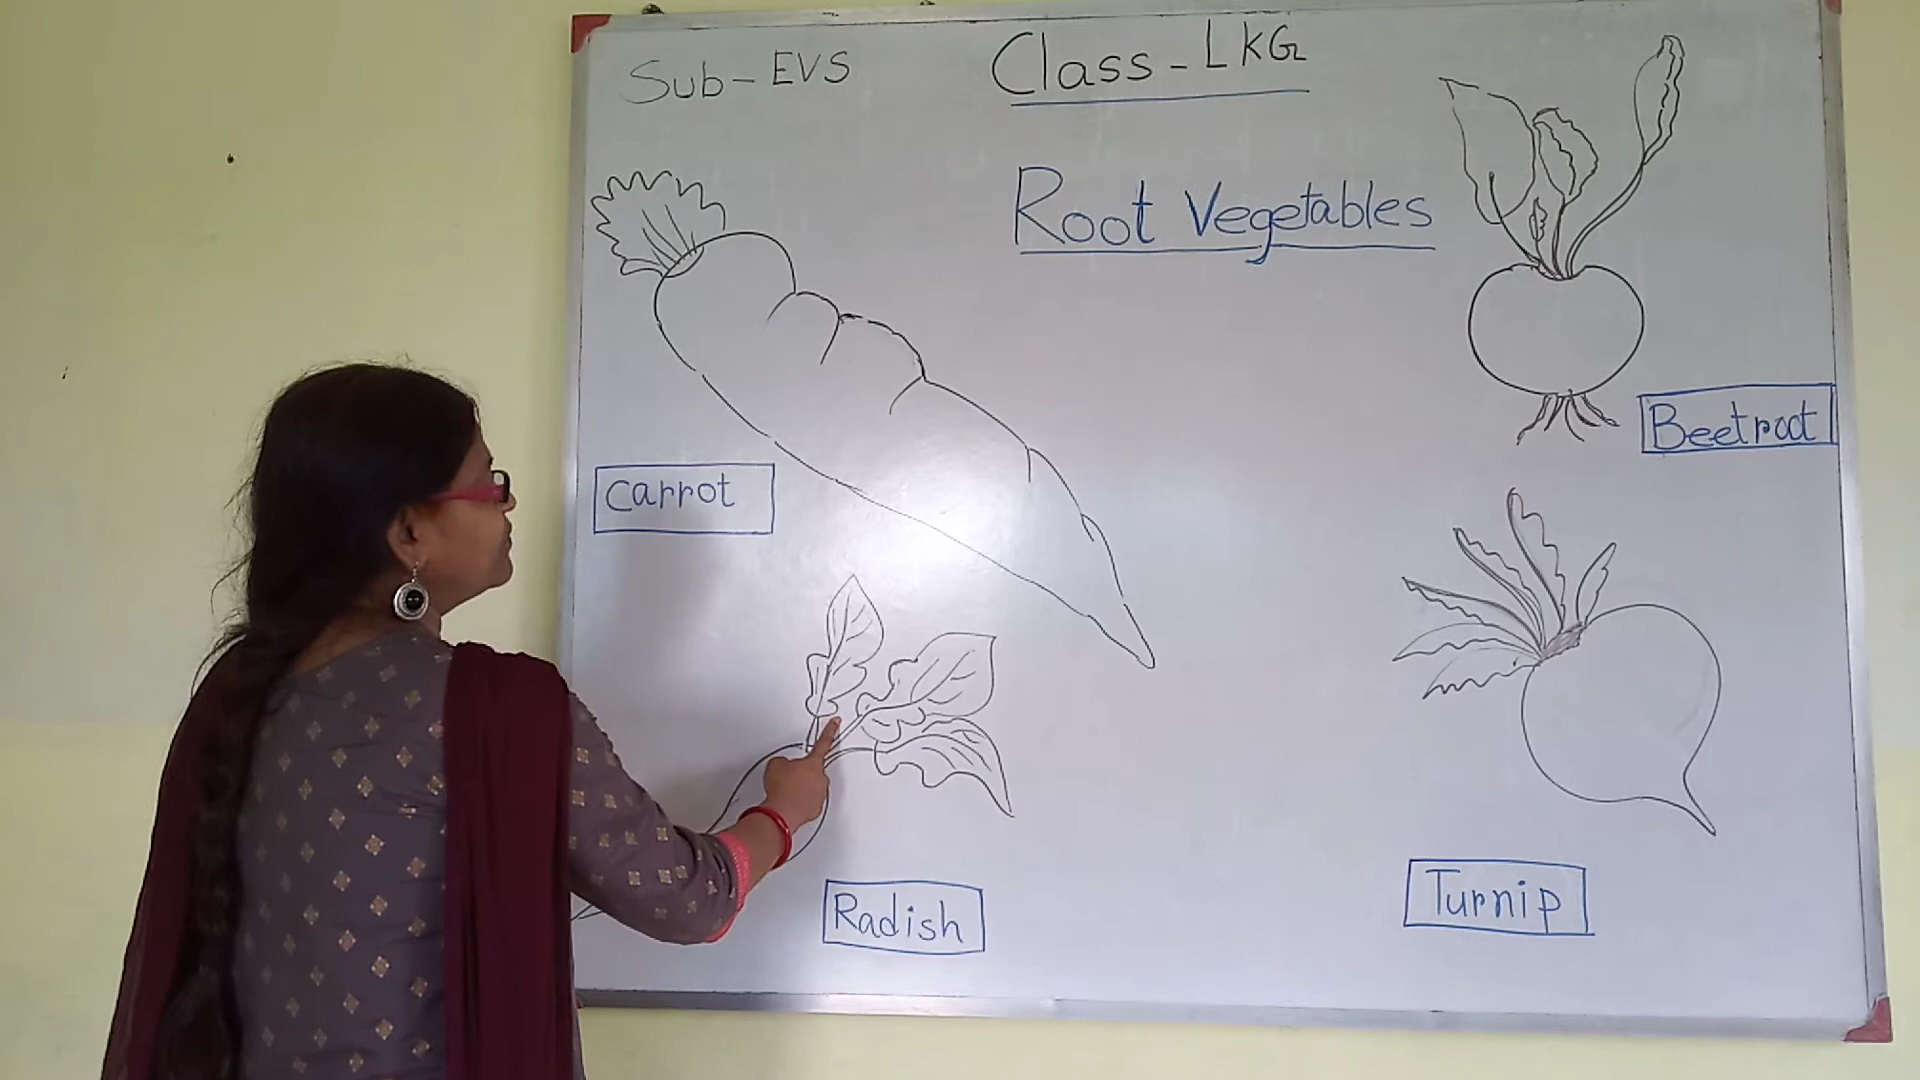 Sub-EVS
Class-LKG
Root Vegetables
Beetroot
Carrot
Radish
Turnip